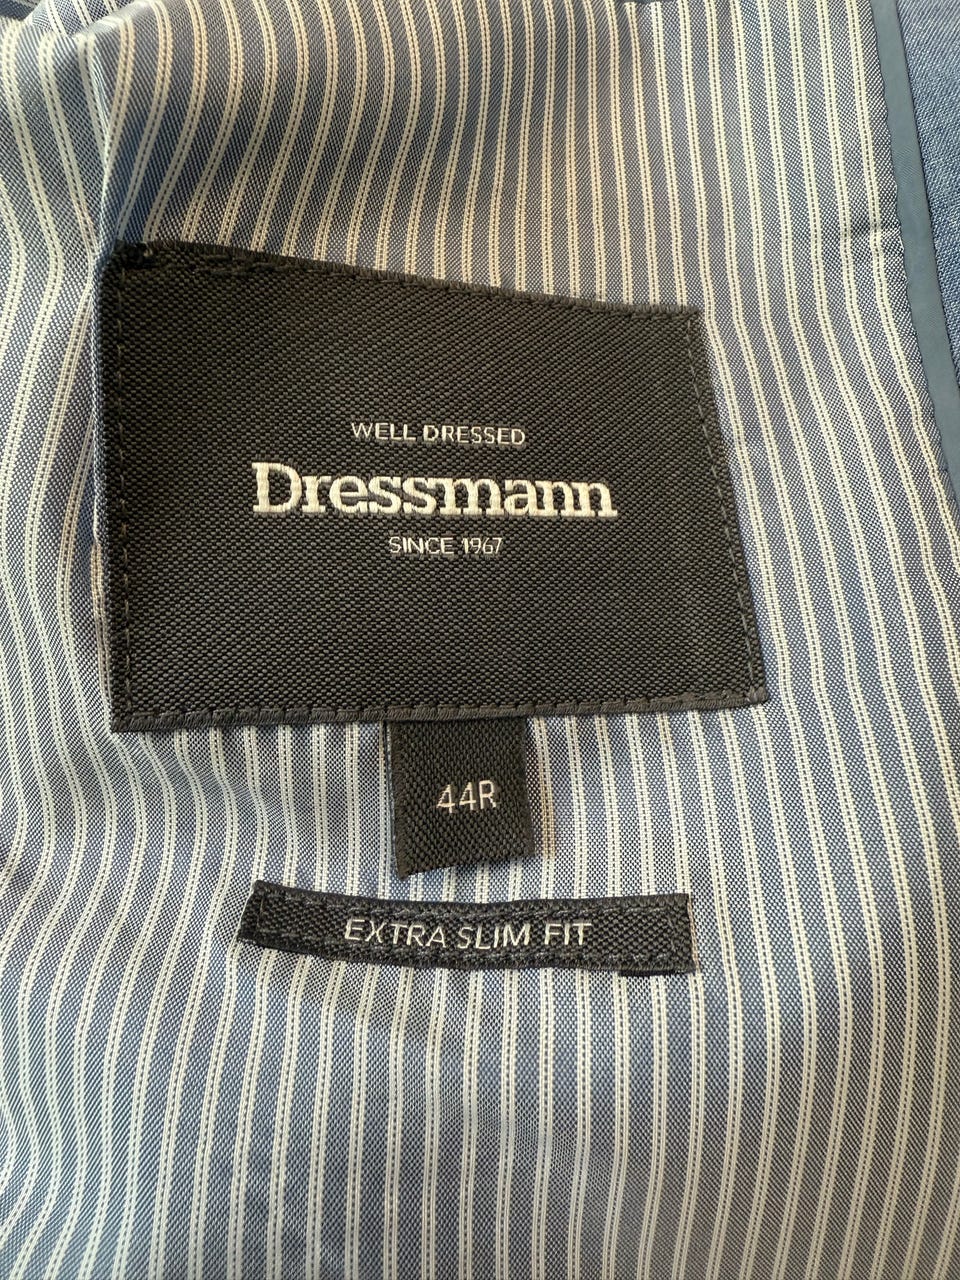 WELL DRESSED
Dressmann
SINCE 1967
44R
EXTRA SLIM FIT